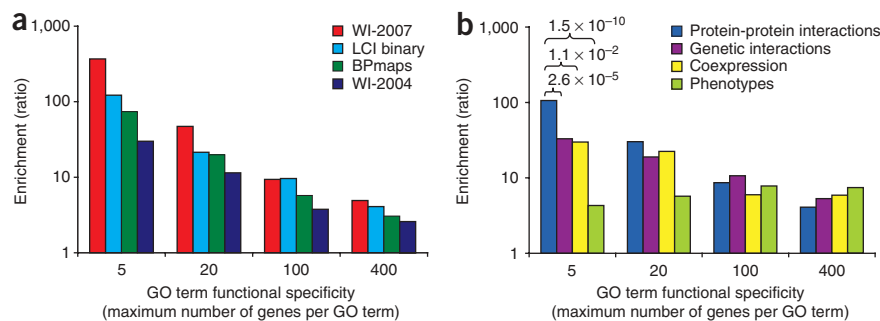 a
1,000
100
10
1
Enrichment (ratio)
WI-2007
LCI binary
BPmaps
WI-2004
5 20 100 400
GO term functional specificity
(maximum number of genes per GO term)
b
1,000
100
10
1
Enrichment (ratio)
1.5 × 10⁻¹⁰
1.1 × 10⁻²
2.6 × 10⁻⁵
Protein-protein interactions
Genetic interactions
Coexpression
Phenotypes
5 20 100 400
GO term functional specificity
(maximum number of genes per GO term)